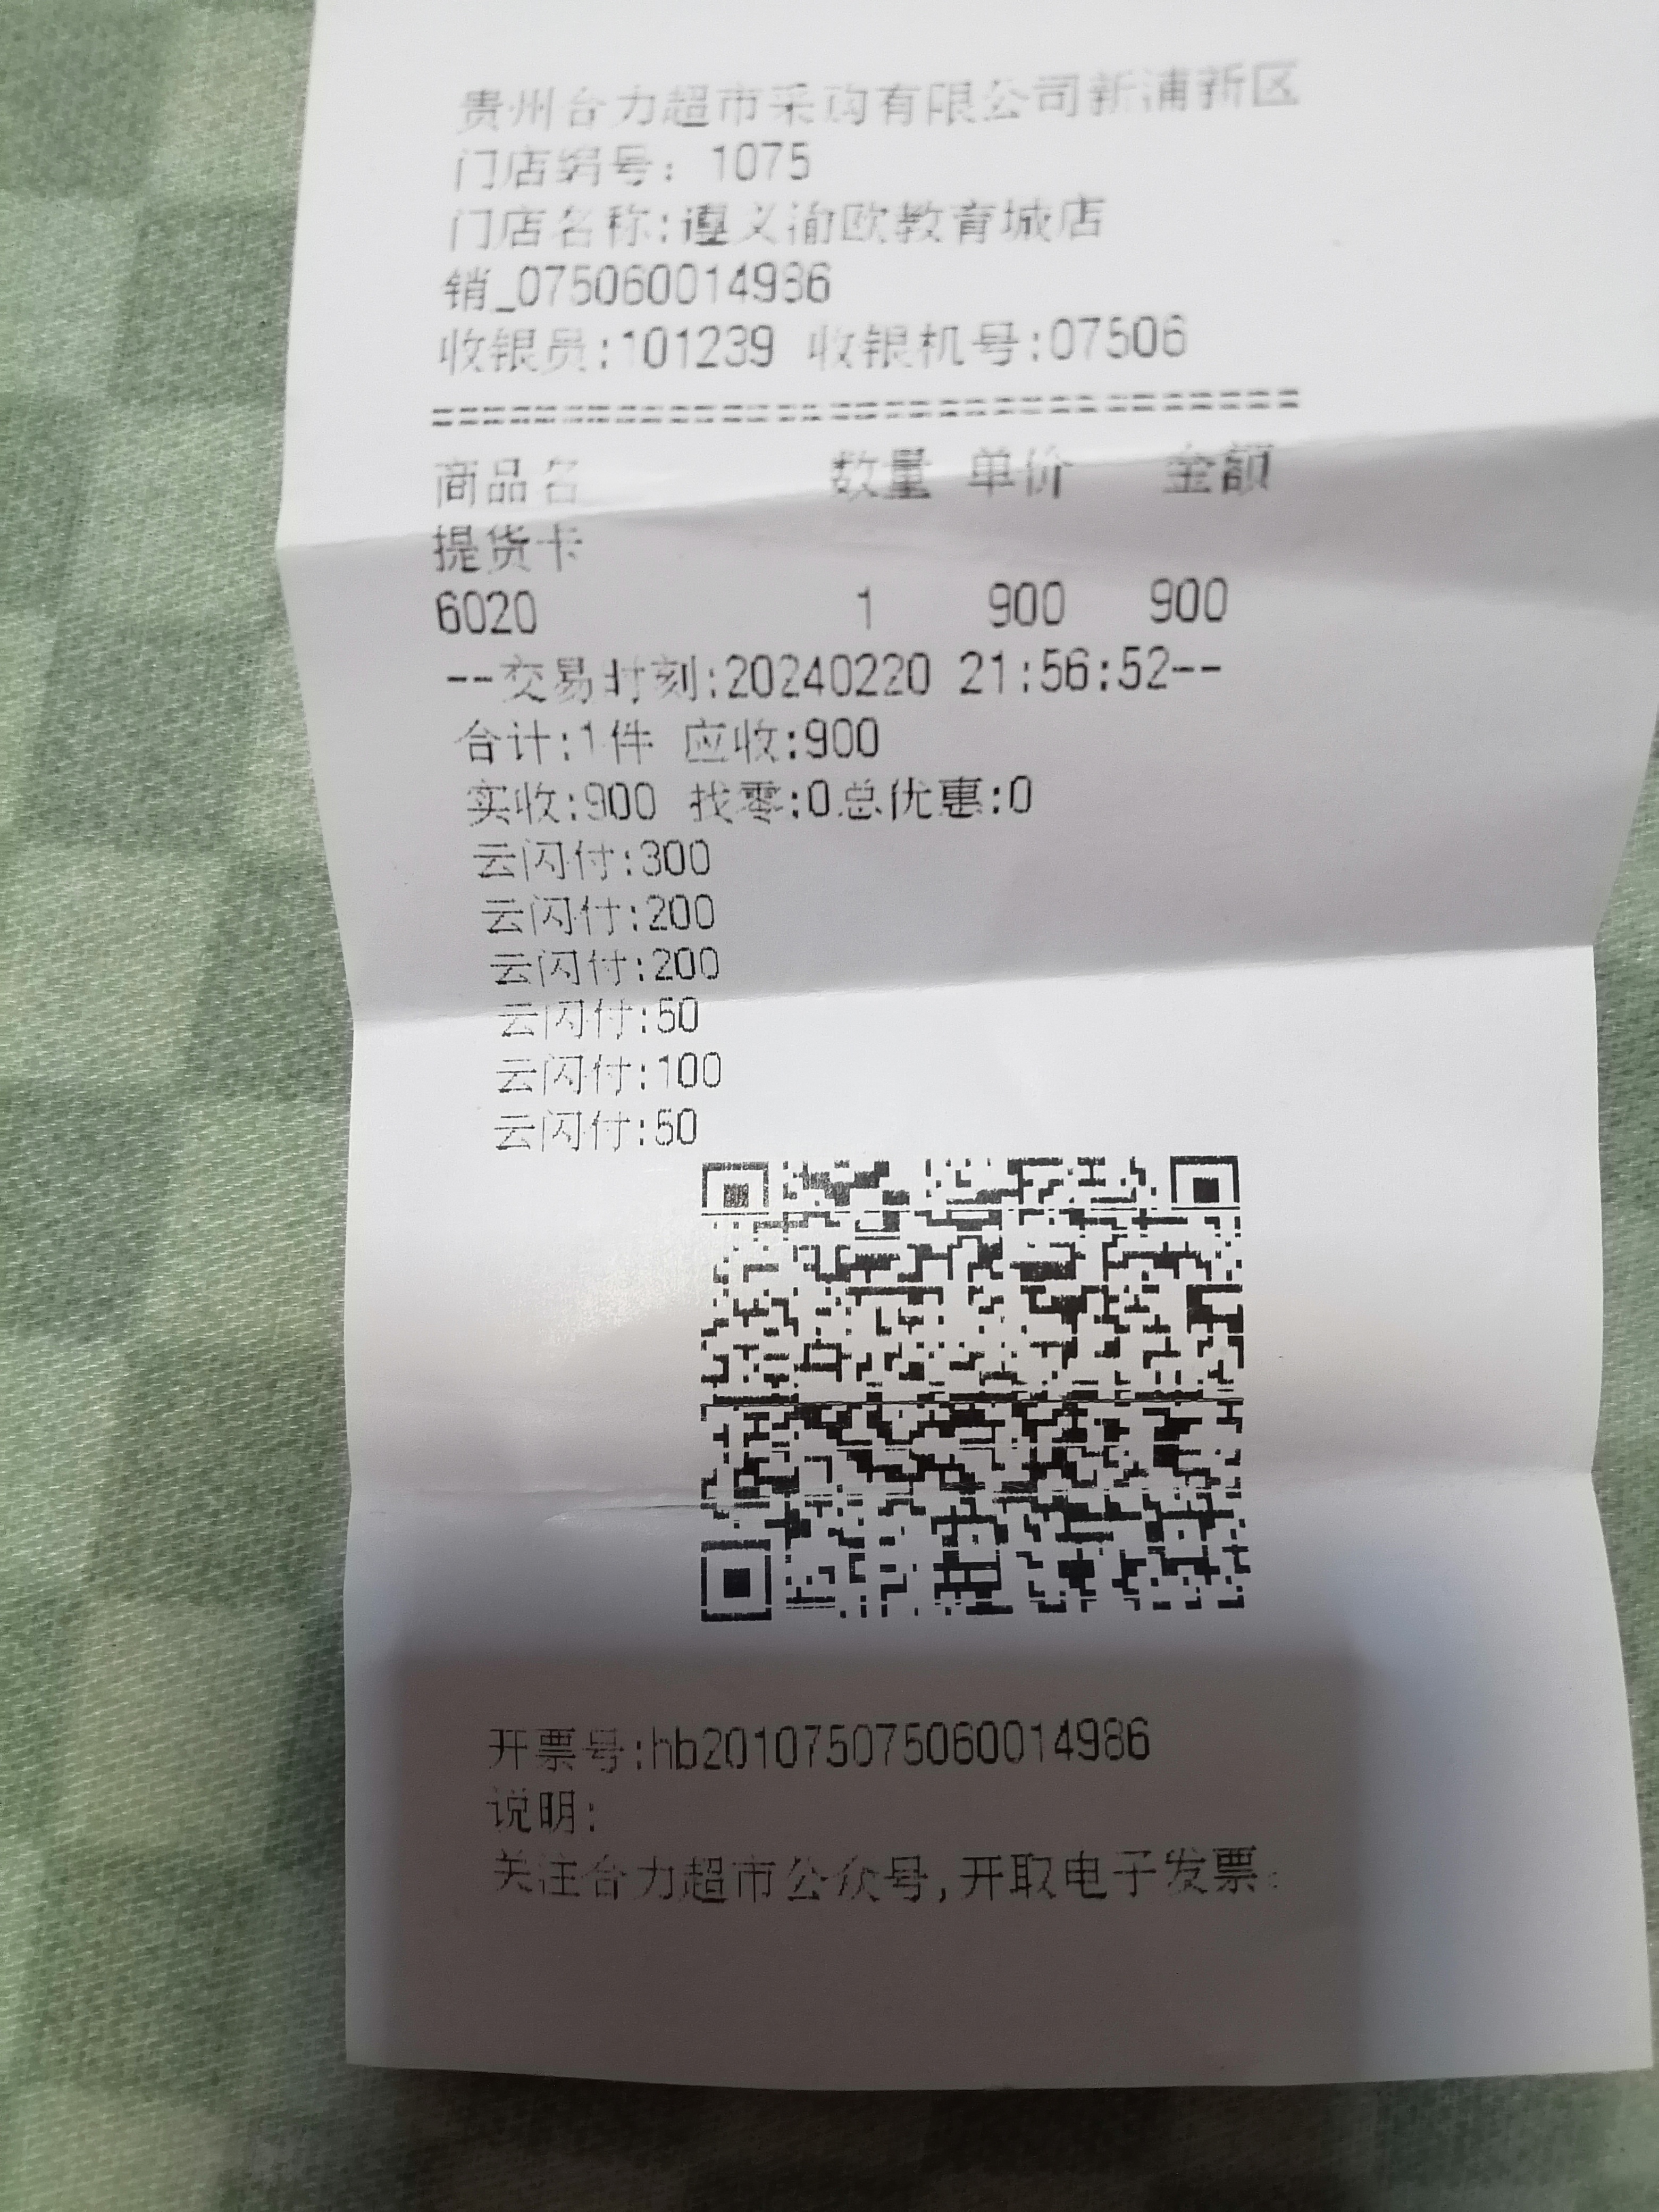 贵州合力超市采购有限公司新浦新区
门店编号：1075
门店名称:遵义渝欧教育城店
销_075060014986
收银员:101239 收银机号:07506
==================================
商品名 数量 单价 金额
提货卡
6020 1 900 900
--交易时刻:20240220 21:56:52--
合计:1件 应收:900
实收:900 找零:0总优惠:0
云闪付:300
云闪付:200
云闪付:200
云闪付:50
云闪付:100
云闪付:50
开票号:hb201075075060014986
说明:
关注合力超市公众号,开取电子发票.